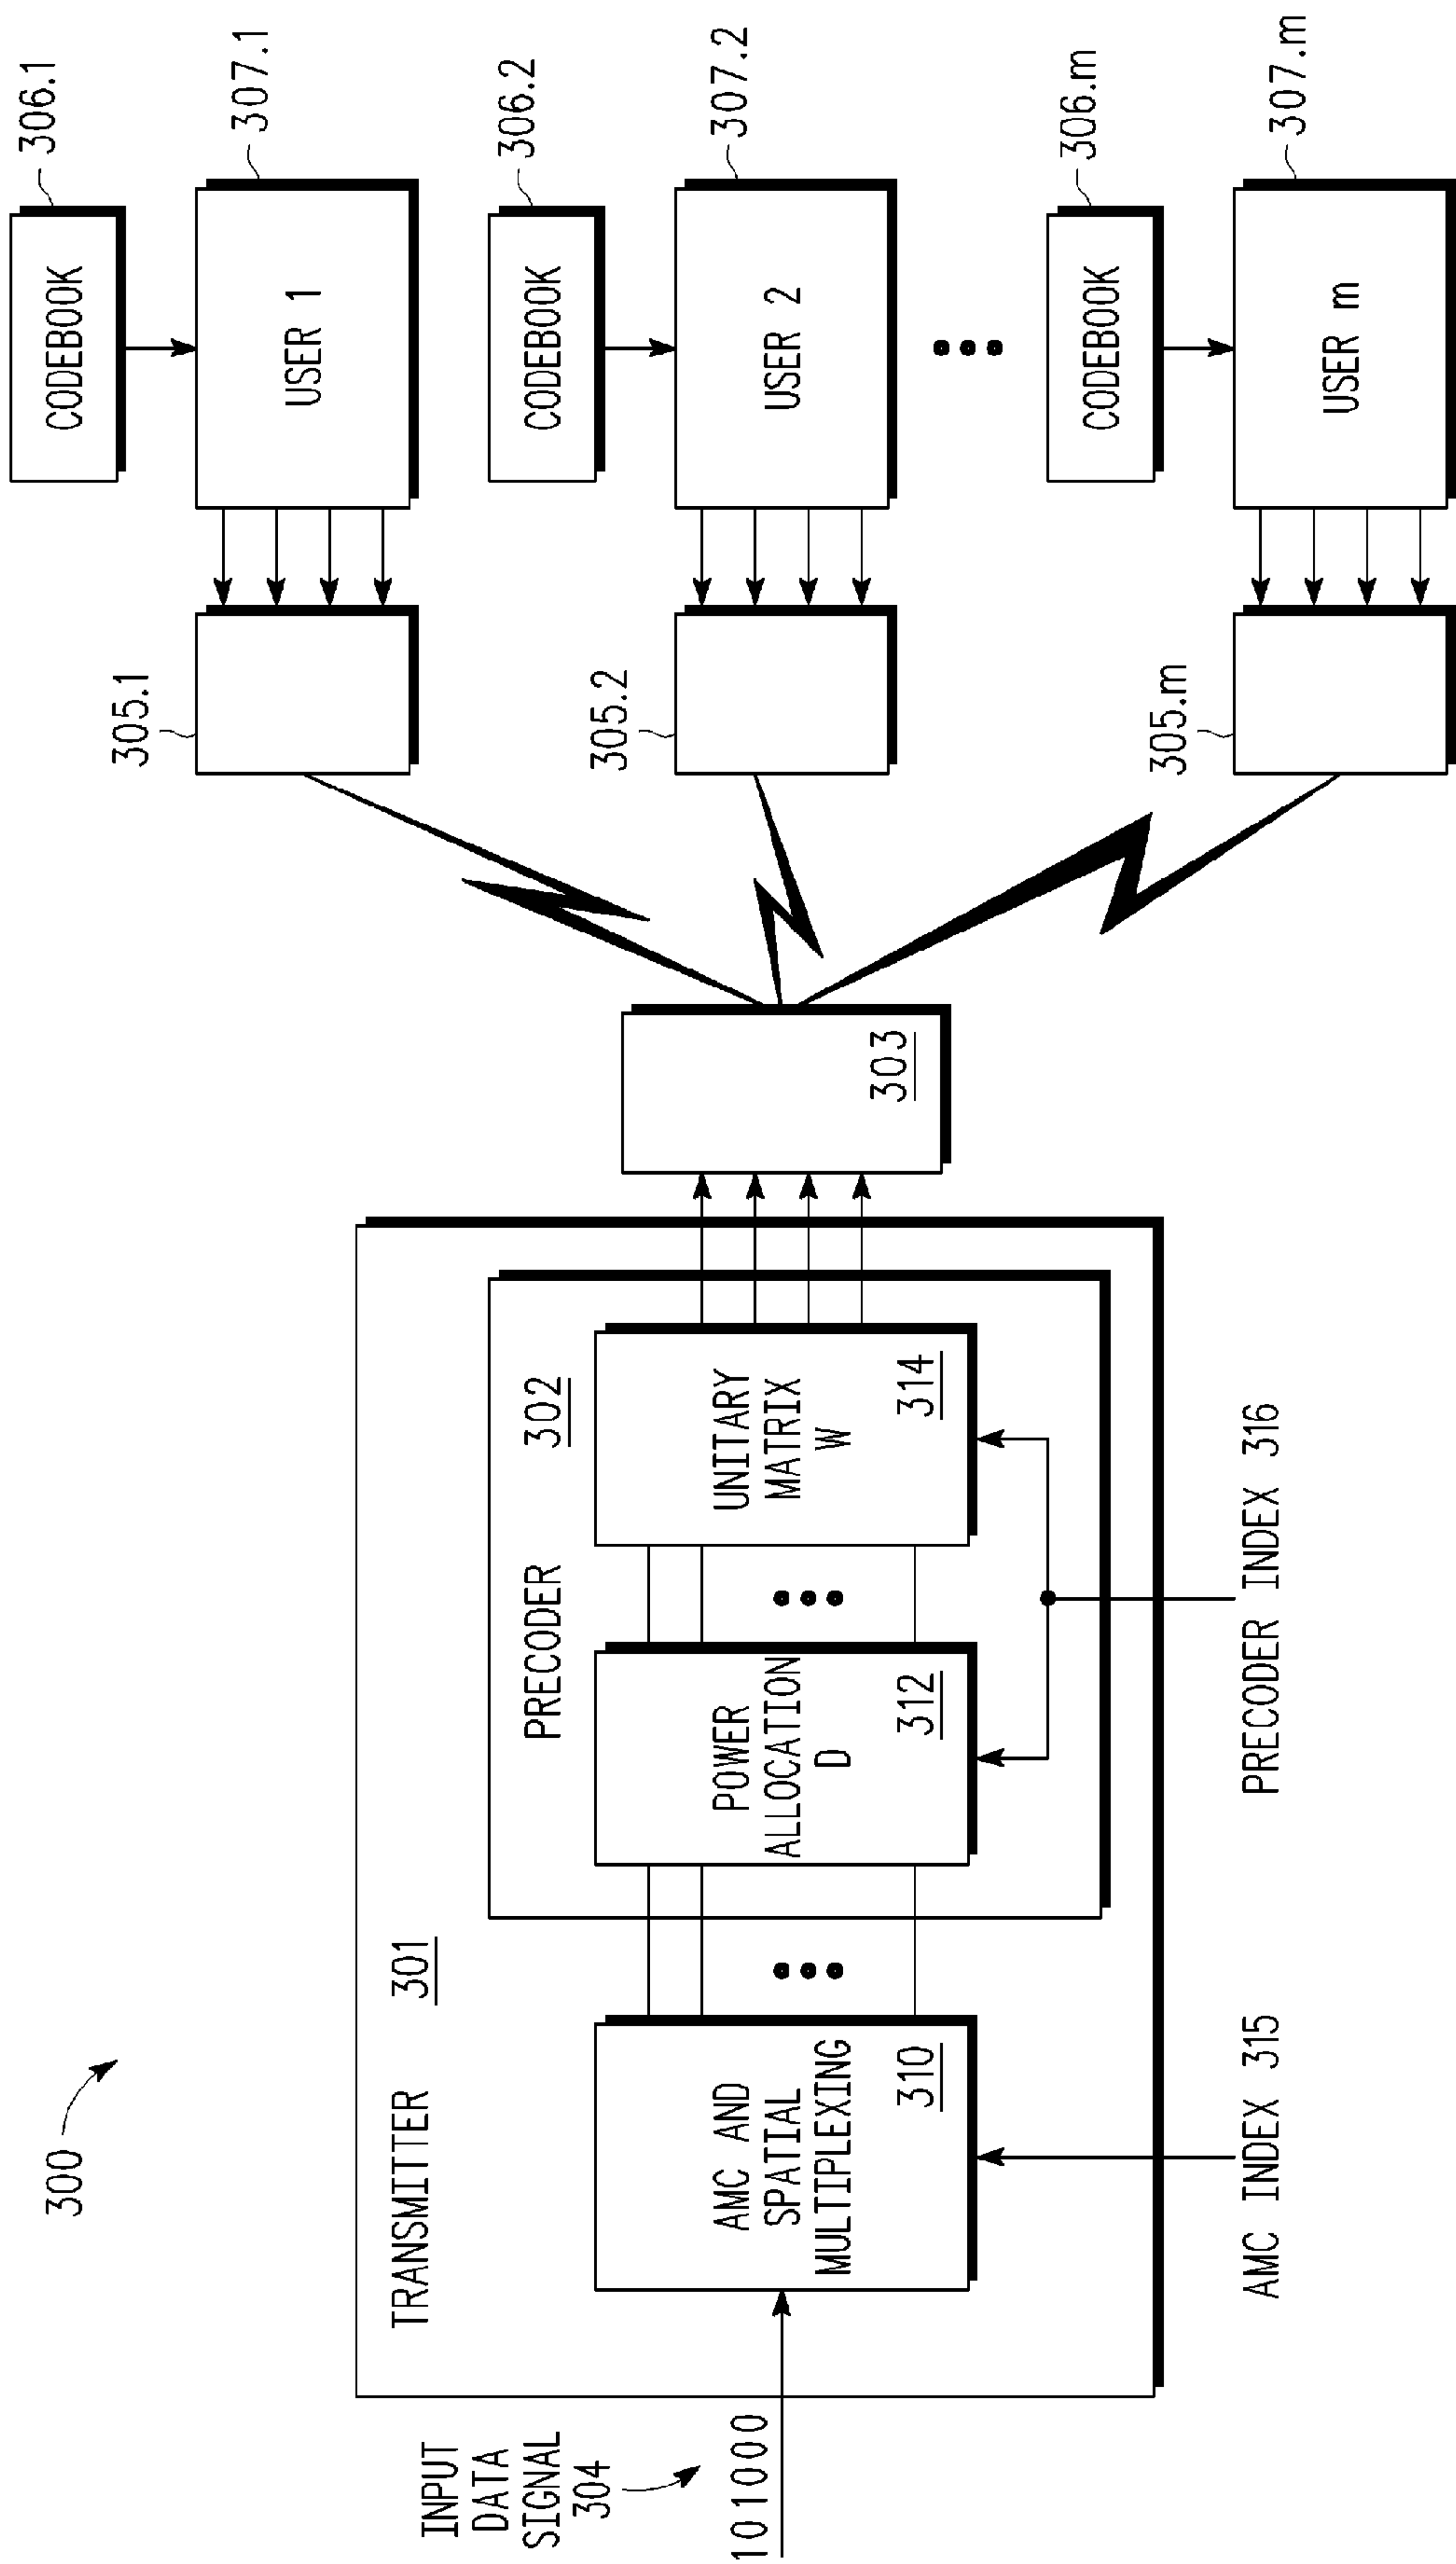 300
INPUT
DATA
SIGNAL
304
101000
TRANSMITTER 301
AMC AND
SPATIAL
MULTIPLEXING
310
PRECODER 302
POWER
ALLOCATION
D
312
UNITARY
MATRIX
W
314
AMC INDEX 315
PRECODER INDEX 316
303
305.1
CODEBOOK
306.1
USER 1
307.1
305.2
CODEBOOK
306.2
USER 2
307.2
305.m
CODEBOOK
306.m
USER m
307.m